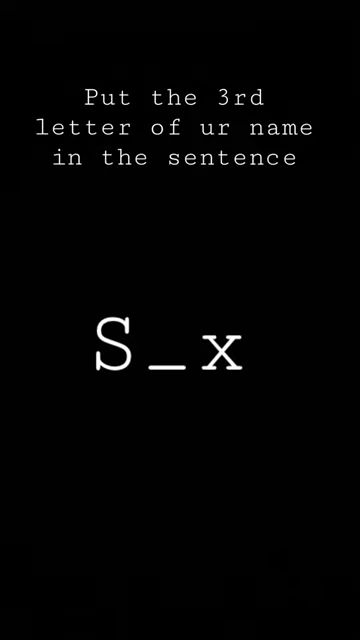 Put the 3rd
letter of ur name
in the sentence
S_x